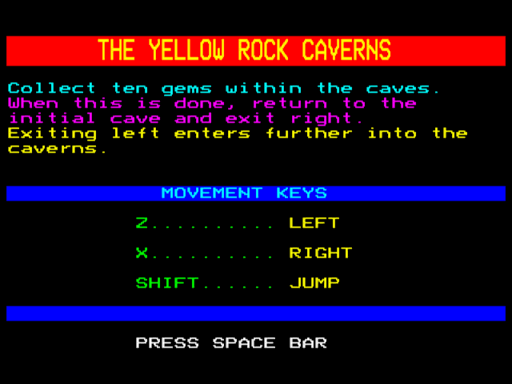 THE YELLOW ROCK CAVERNS
Collect ten gems within the caves.
When this is done, return to the
initial cave and exit right.
Exiting left enters further into the
caverns.
MOVEMENT KEYS
Z.......... LEFT
X.......... RIGHT
SHIFT...... JUMP
PRESS SPACE BAR